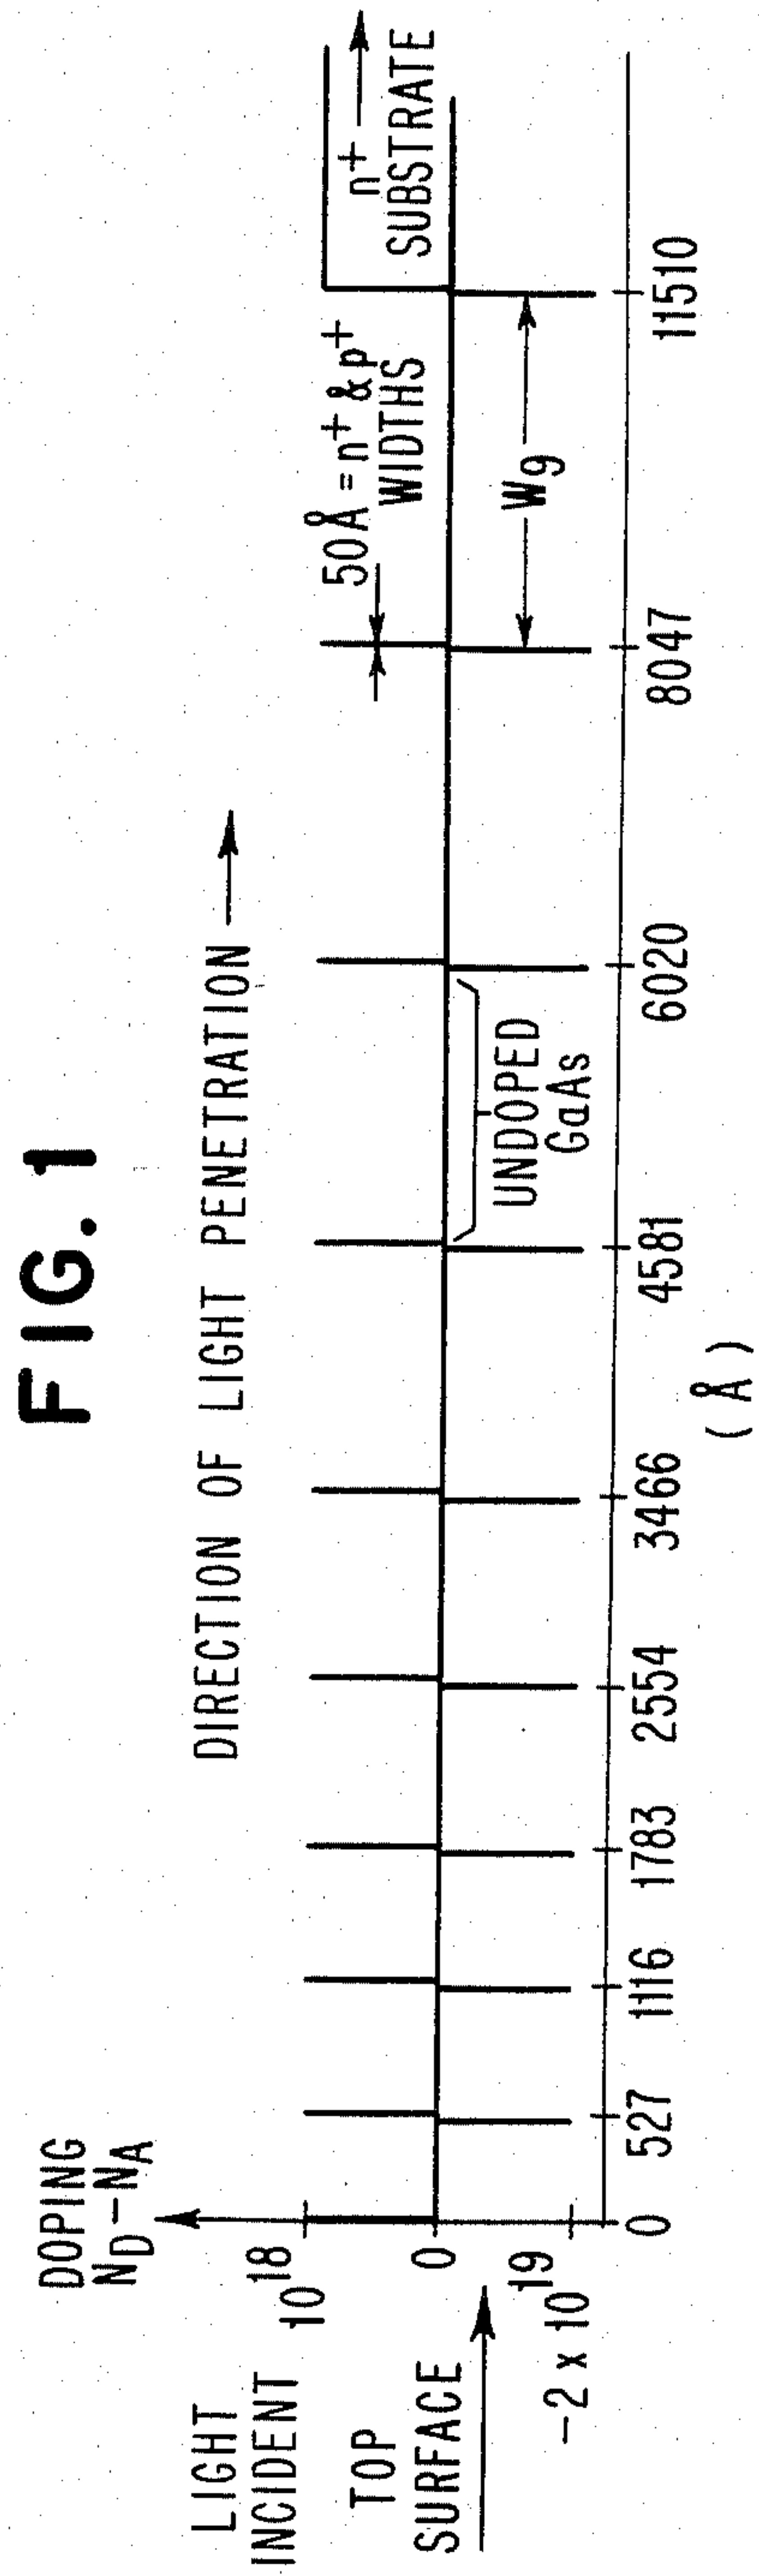 FIG. 1
DOPING
N_D-N_A
DIRECTION OF LIGHT PENETRATION
LIGHT
INCIDENT
TOP
SURFACE
10^18
0
-2 x 10^19
50Å = n^+ & p^+
WIDTHS
n^+
SUBSTRATE
UNDOPED
GaAs
W_9
0 527 1116 1783 2554 3466 4581 6020 8047 11510
(Å)